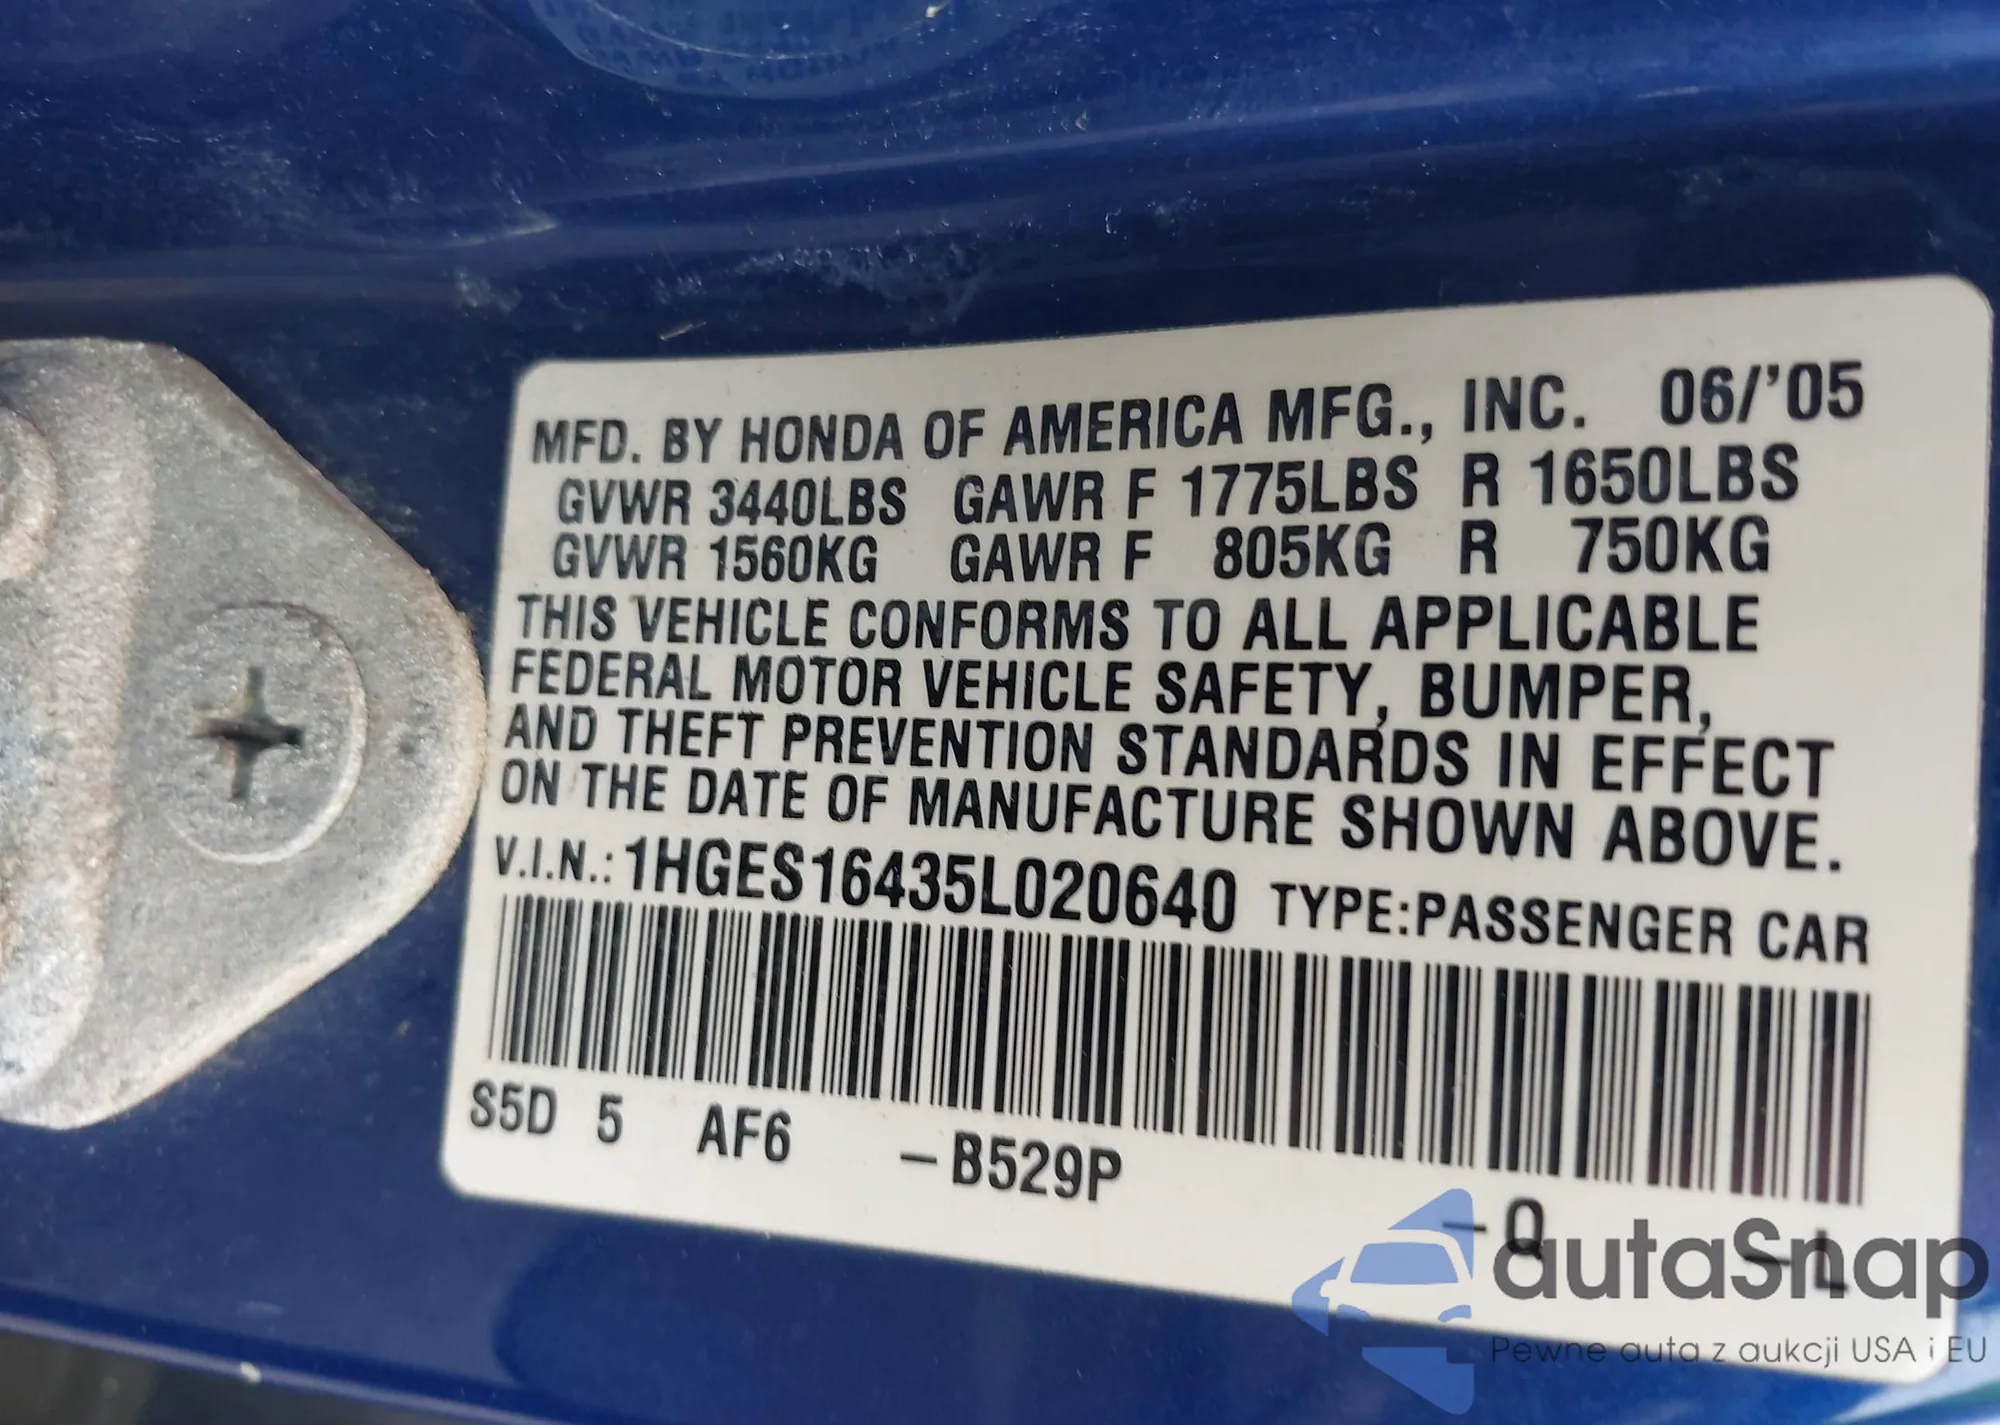 MFD. BY HONDA OF AMERICA MFG., INC. 06/'05
GVWR 3440LBS GAWR F 1775LBS R 1650LBS
GVWR 1560KG GAWR F 805KG R 750KG
THIS VEHICLE CONFORMS TO ALL APPLICABLE
FEDERAL MOTOR VEHICLE SAFETY, BUMPER,
AND THEFT PREVENTION STANDARDS IN EFFECT
ON THE DATE OF MANUFACTURE SHOWN ABOVE.
V.I.N.: 1HGES16435L020640 TYPE:PASSENGER CAR
S5D 5 AF6 -B529P -Q -L
autaSnap
Pewne auta z aukcji USA i EU